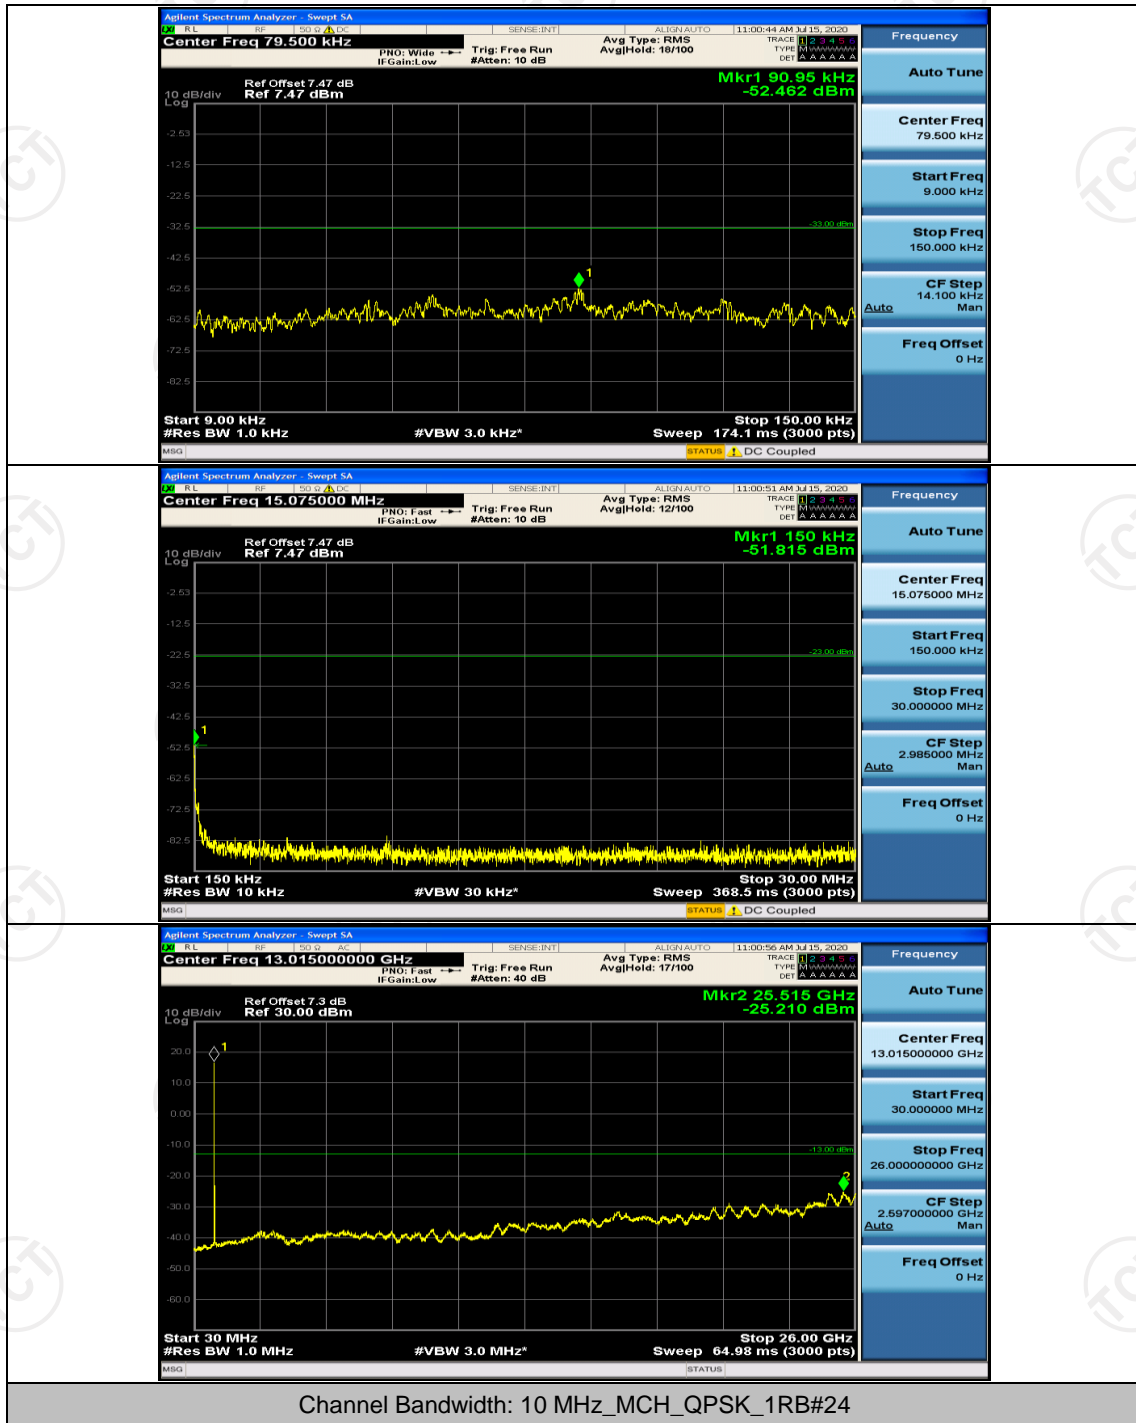 Agilent Spectrum Analyzer - Swept SA
LXI RL RF 50 Ω DC SENSE:INT ALIGN AUTO 11:00:44 AM Jul 15, 2020
Center Freq 79.500 kHz
PNO: Wide Trig: Free Run Avg Type: RMS TRACE 1 2 3 4 5 6
IFGain:Low #Atten: 10 dB Avg|Hold: 18/100 TYPE M W W W W W
DET A A A A A A
Ref Offset 7.47 dB Mkr1 90.95 kHz
10 dB/div Ref 7.47 dBm -52.462 dBm
Log
-2.53
-12.5
-22.5
-32.5 -33.00 dBm
-42.5
1
-52.5
-62.5
-72.5
-82.5
Start 9.00 kHz Stop 150.00 kHz
#Res BW 1.0 kHz #VBW 3.0 kHz* Sweep 174.1 ms (3000 pts)
MSG STATUS DC Coupled
Frequency
Auto Tune
Center Freq
79.500 kHz
Start Freq
9.000 kHz
Stop Freq
150.000 kHz
CF Step
14.100 kHz
Auto Man
Freq Offset
0 Hz
Agilent Spectrum Analyzer - Swept SA
LXI RL RF 50 Ω DC SENSE:INT ALIGN AUTO 11:00:51 AM Jul 15, 2020
Center Freq 15.075000 MHz
PNO: Fast Trig: Free Run Avg Type: RMS TRACE 1 2 3 4 5 6
IFGain:Low #Atten: 10 dB Avg|Hold: 12/100 TYPE M W W W W W
DET A A A A A A
Ref Offset 7.47 dB Mkr1 150 kHz
10 dB/div Ref 7.47 dBm -51.815 dBm
Log
-2.53
-12.5
-22.5 -23.00 dBm
-32.5
-42.5
1
-52.5
-62.5
-72.5
-82.5
Start 150 kHz Stop 30.00 MHz
#Res BW 10 kHz #VBW 30 kHz* Sweep 368.5 ms (3000 pts)
MSG STATUS DC Coupled
Frequency
Auto Tune
Center Freq
15.075000 MHz
Start Freq
150.000 kHz
Stop Freq
30.000000 MHz
CF Step
2.985000 MHz
Auto Man
Freq Offset
0 Hz
Agilent Spectrum Analyzer - Swept SA
LXI RL RF 50 Ω AC SENSE:INT ALIGN AUTO 11:00:56 AM Jul 15, 2020
Center Freq 13.015000000 GHz
PNO: Fast Trig: Free Run Avg Type: RMS TRACE 1 2 3 4 5 6
IFGain:Low #Atten: 40 dB Avg|Hold: 17/100 TYPE M W W W W W
DET A A A A A A
Ref Offset 7.3 dB Mkr2 25.515 GHz
10 dB/div Ref 30.00 dBm -25.210 dBm
Log
1
20.0
10.0
0.00
-10.0 -13.00 dBm
-20.0 2
-30.0
-40.0
-50.0
-60.0
Start 30 MHz Stop 26.00 GHz
#Res BW 1.0 MHz #VBW 3.0 MHz* Sweep 64.98 ms (3000 pts)
MSG STATUS
Frequency
Auto Tune
Center Freq
13.015000000 GHz
Start Freq
30.000000 MHz
Stop Freq
26.000000000 GHz
CF Step
2.597000000 GHz
Auto Man
Freq Offset
0 Hz
Channel Bandwidth: 10 MHz_MCH_QPSK_1RB#24